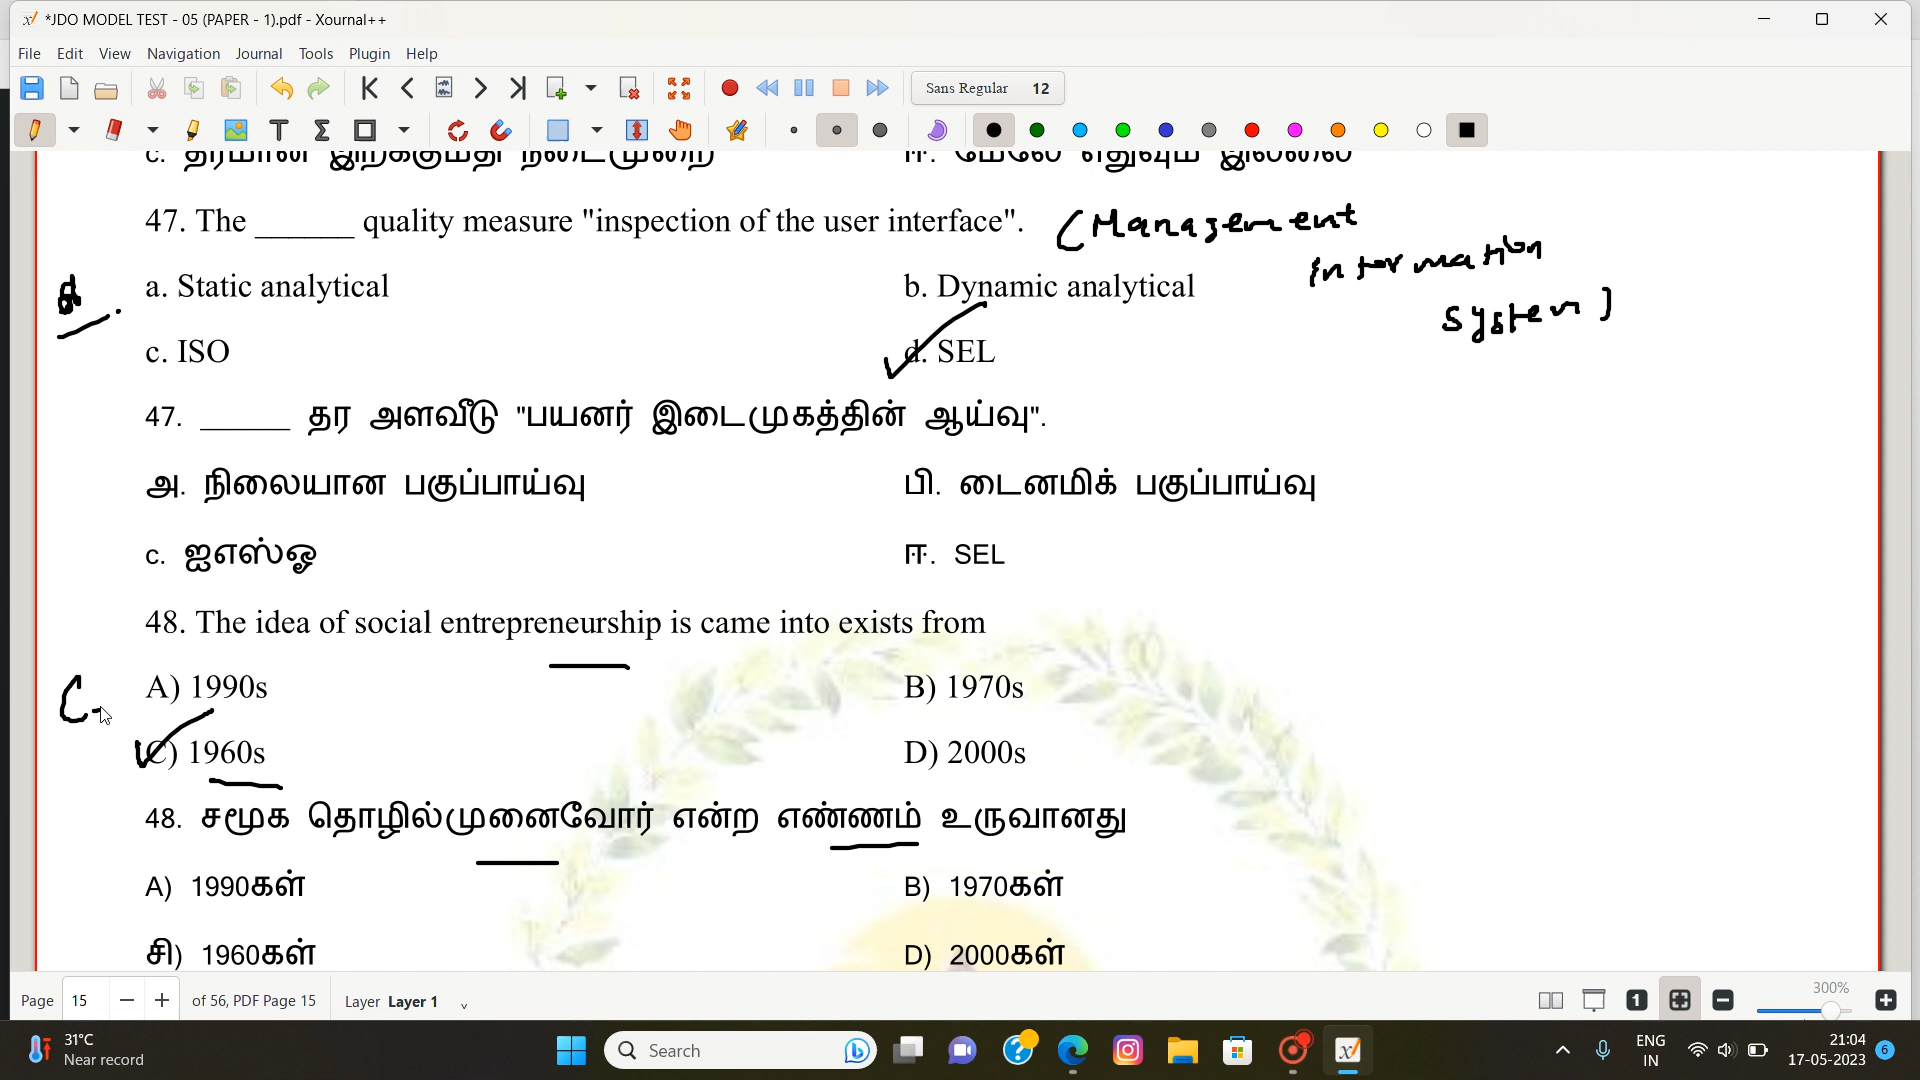 *JDO MODEL TEST - 05 (PAPER - 1).pdf - Xournal++
File Edit View Navigation Journal Tools Plugin Help
Sans Regular 12
c. தீர்மான இறக்குமதி நடைமுறை ஈ. மேலே எதுவும் இல்லை
47. The ______ quality measure "inspection of the user interface". (Management
information
system)
d. a. Static analytical b. Dynamic analytical
c. ISO d. SEL
47. ______ தர அளவீடு "பயனர் இடைமுகத்தின் ஆய்வு".
அ. நிலையான பகுப்பாய்வு பி. டைனமிக் பகுப்பாய்வு
c. ஐஎஸ்ஓ ஈ. SEL
48. The idea of social entrepreneurship is came into exists from
C. A) 1990s B) 1970s
C) 1960s D) 2000s
48. சமூக தொழில்முனைவோர் என்ற எண்ணம் உருவானது
A) 1990கள் B) 1970கள்
சி) 1960கள் D) 2000கள்
Page 15 of 56, PDF Page 15 Layer Layer 1 300%
31°C
Near record
Search
ENG
IN
21:04
17-05-2023 6